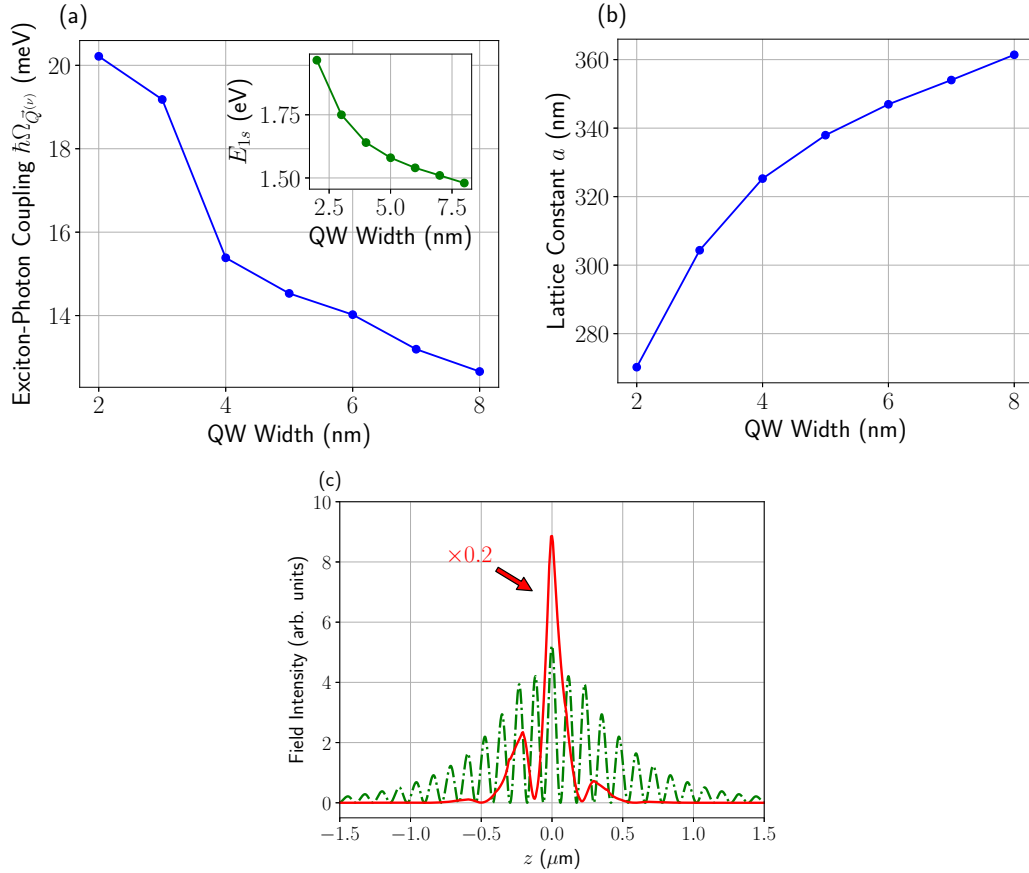 (a)
Exciton-Photon Coupling ℏΩ_{Q⃗^{(ν)}} (meV)
20
18
16
14
2 4 6 8
QW Width (nm)
E_{1s} (eV)
1.75
1.50
2.5 5.0 7.5
QW Width (nm)
(b)
Lattice Constant a (nm)
360
340
320
300
280
2 4 6 8
QW Width (nm)
(c)
Field Intensity (arb. units)
10
8
6
4
2
0
×0.2
−1.5 −1.0 −0.5 0.0 0.5 1.0 1.5
z (μm)